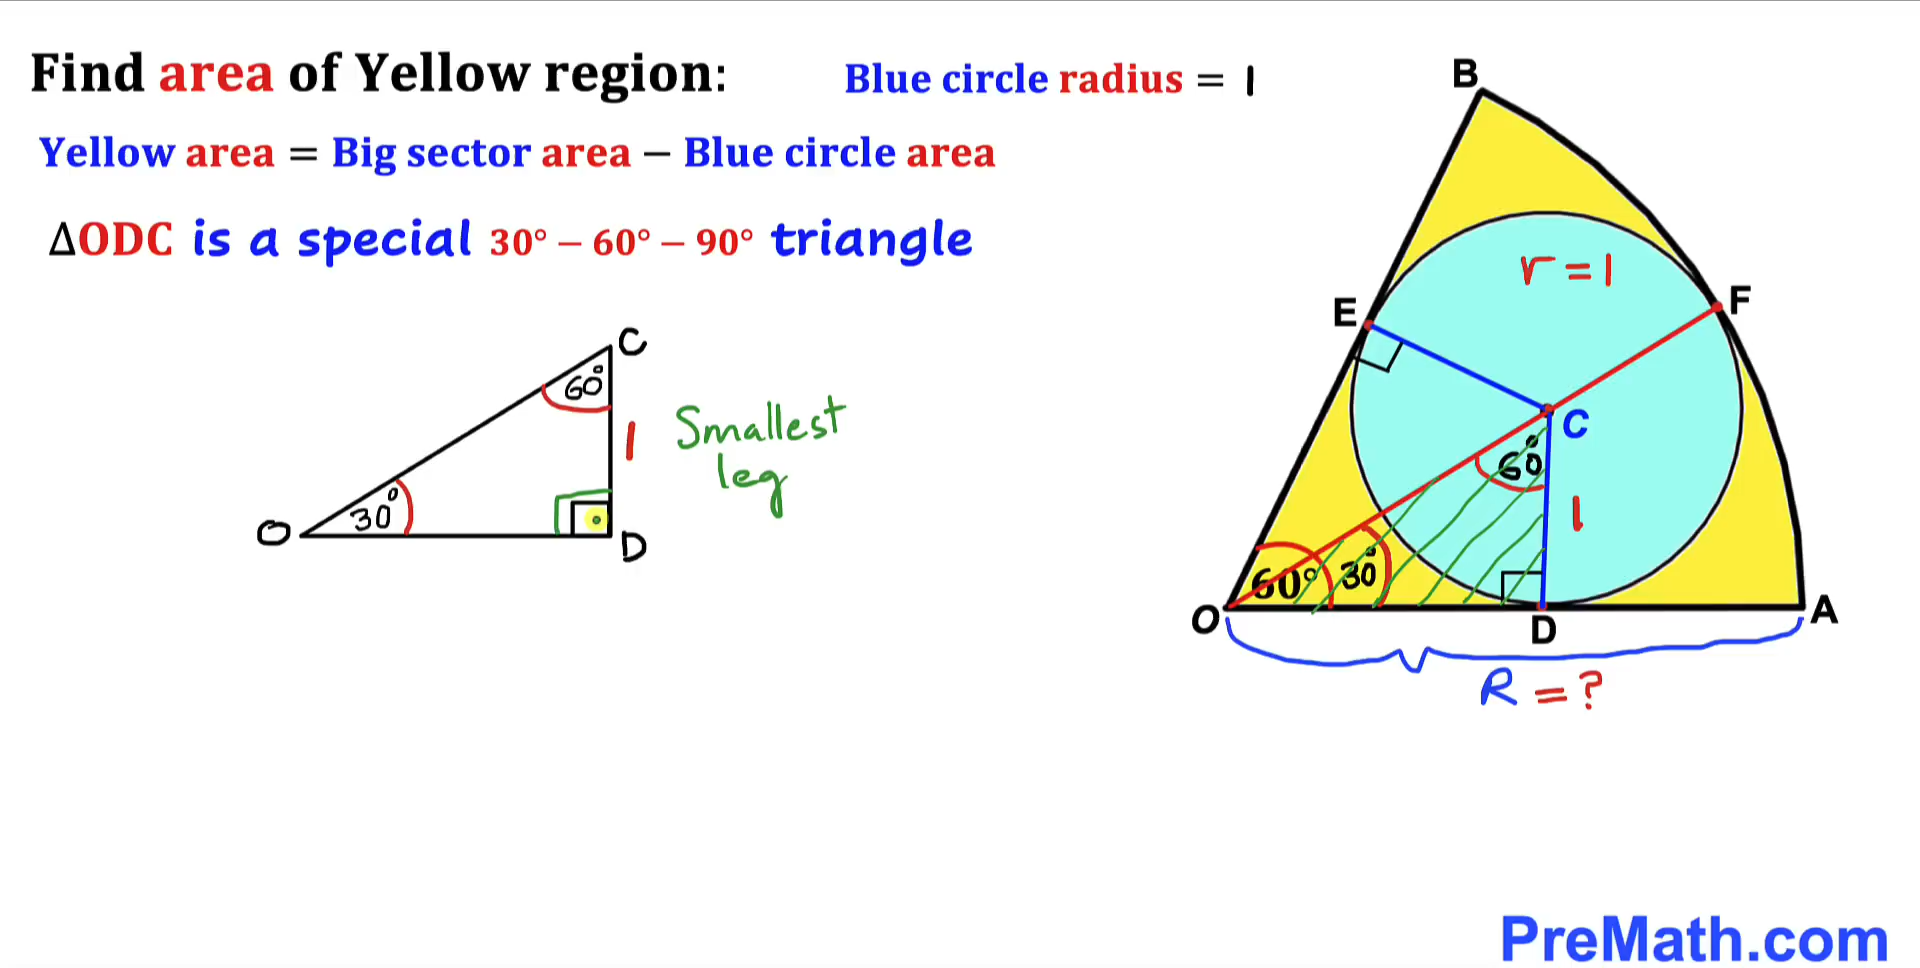 Find area of Yellow region:
Blue circle radius = 1
Yellow area = Big sector area – Blue circle area
ΔODC is a special 30° – 60° – 90° triangle
C
60°
1
Smallest
leg
30°
O
D
B
r = 1
E
F
C
60°
1
60°
30°
O
D
A
R = ?
PreMath.com